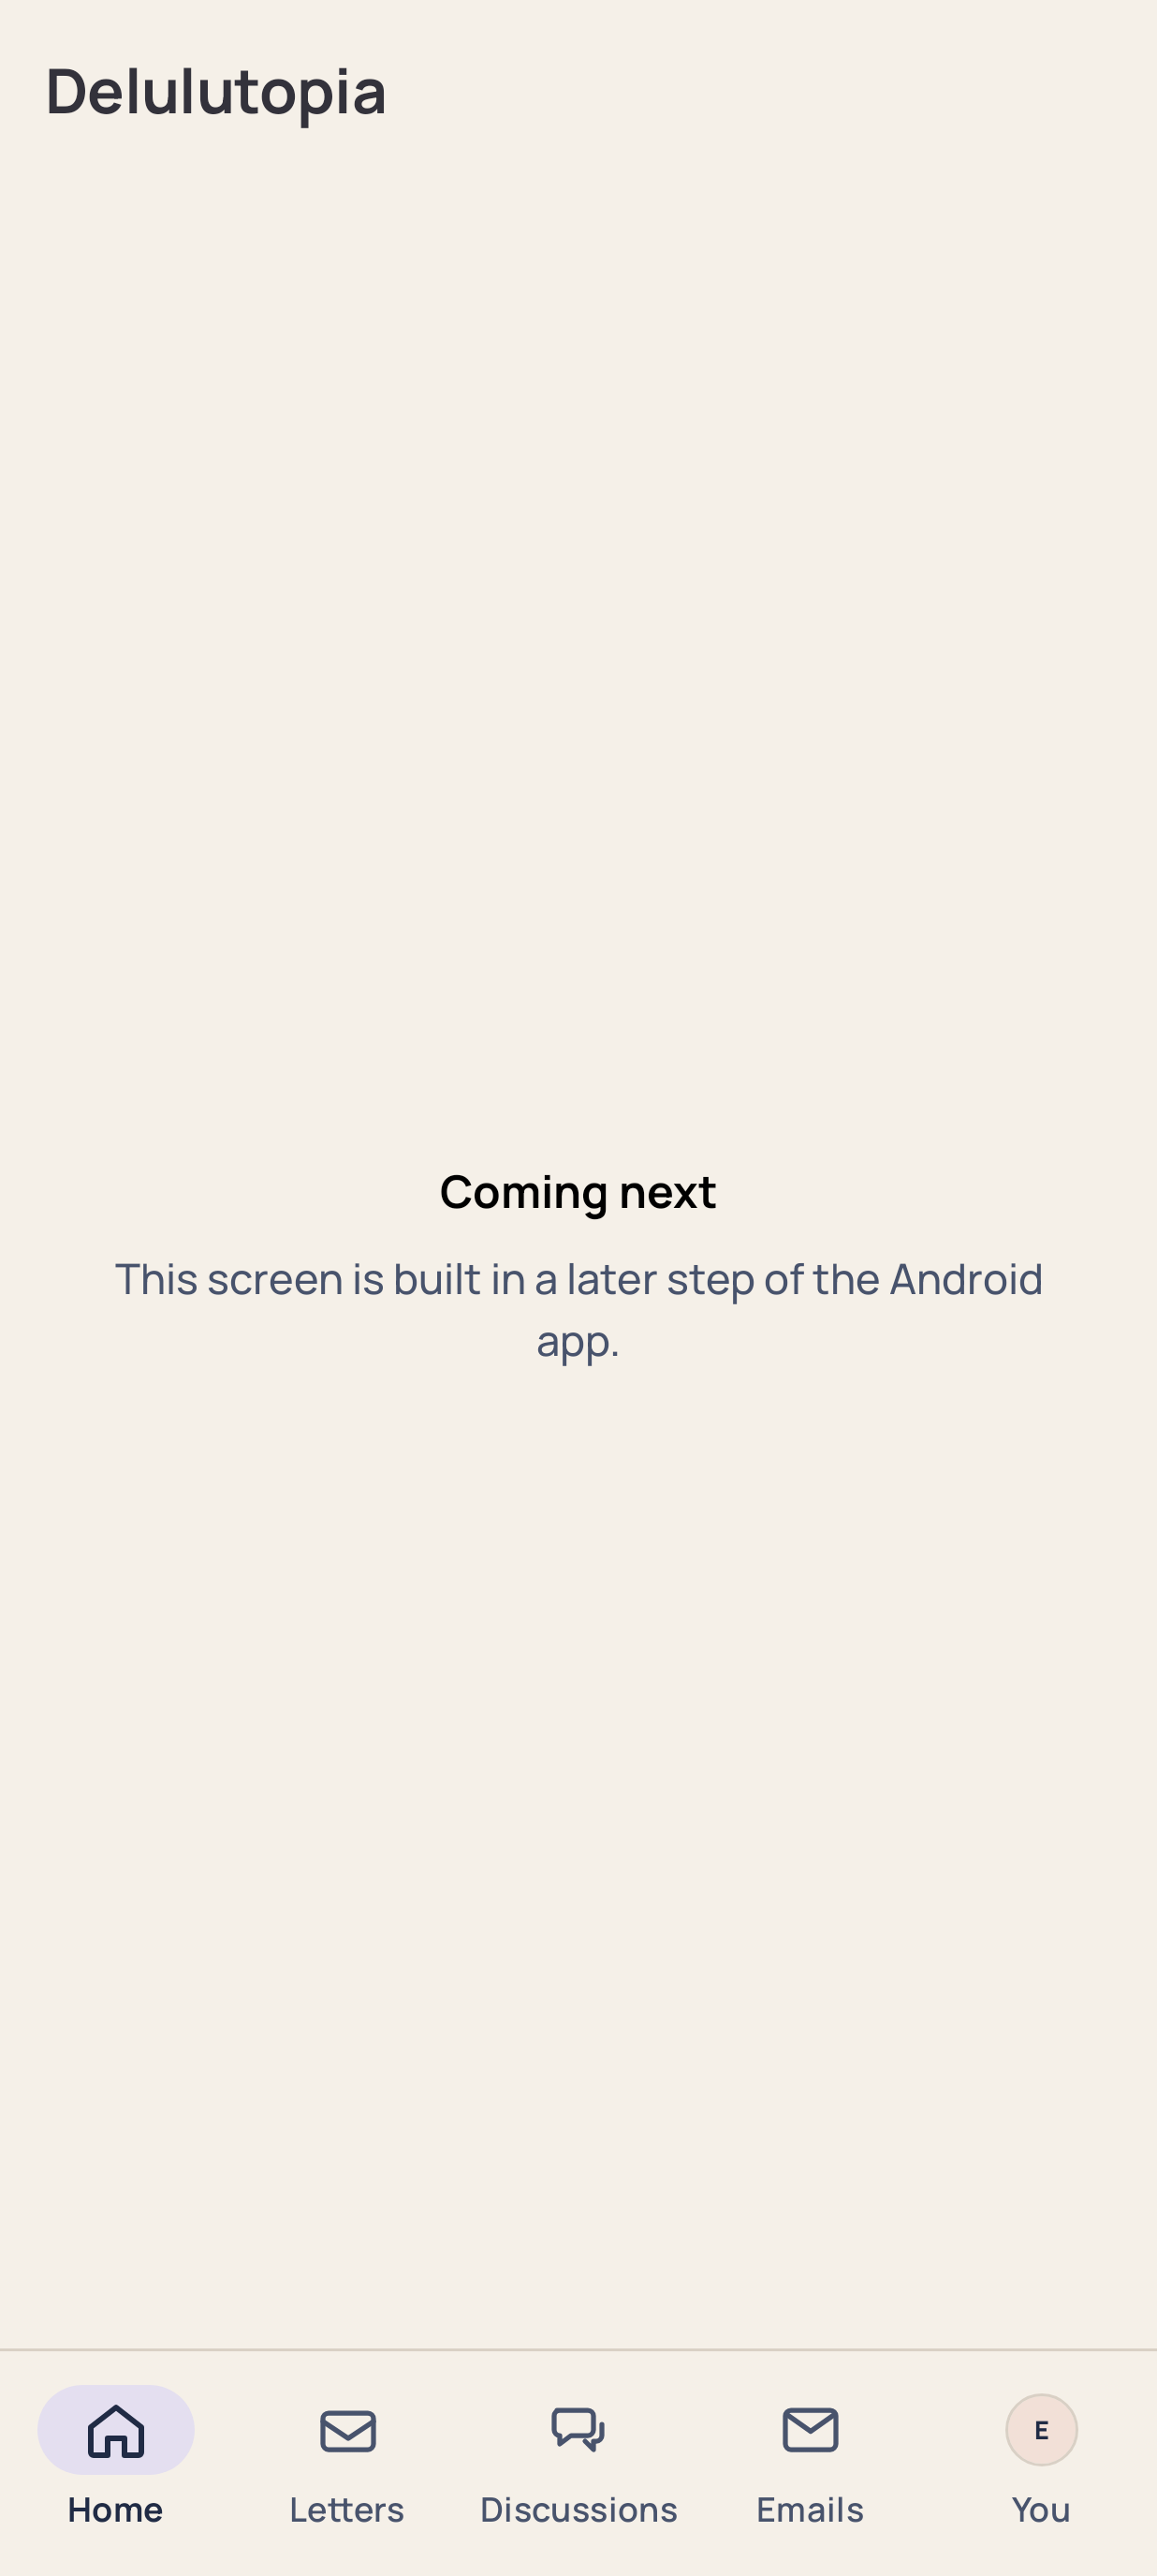 Delulutopia
Coming next
This screen is built in a later step of the Android
app.
E
Home
Letters
Discussions
Emails
You